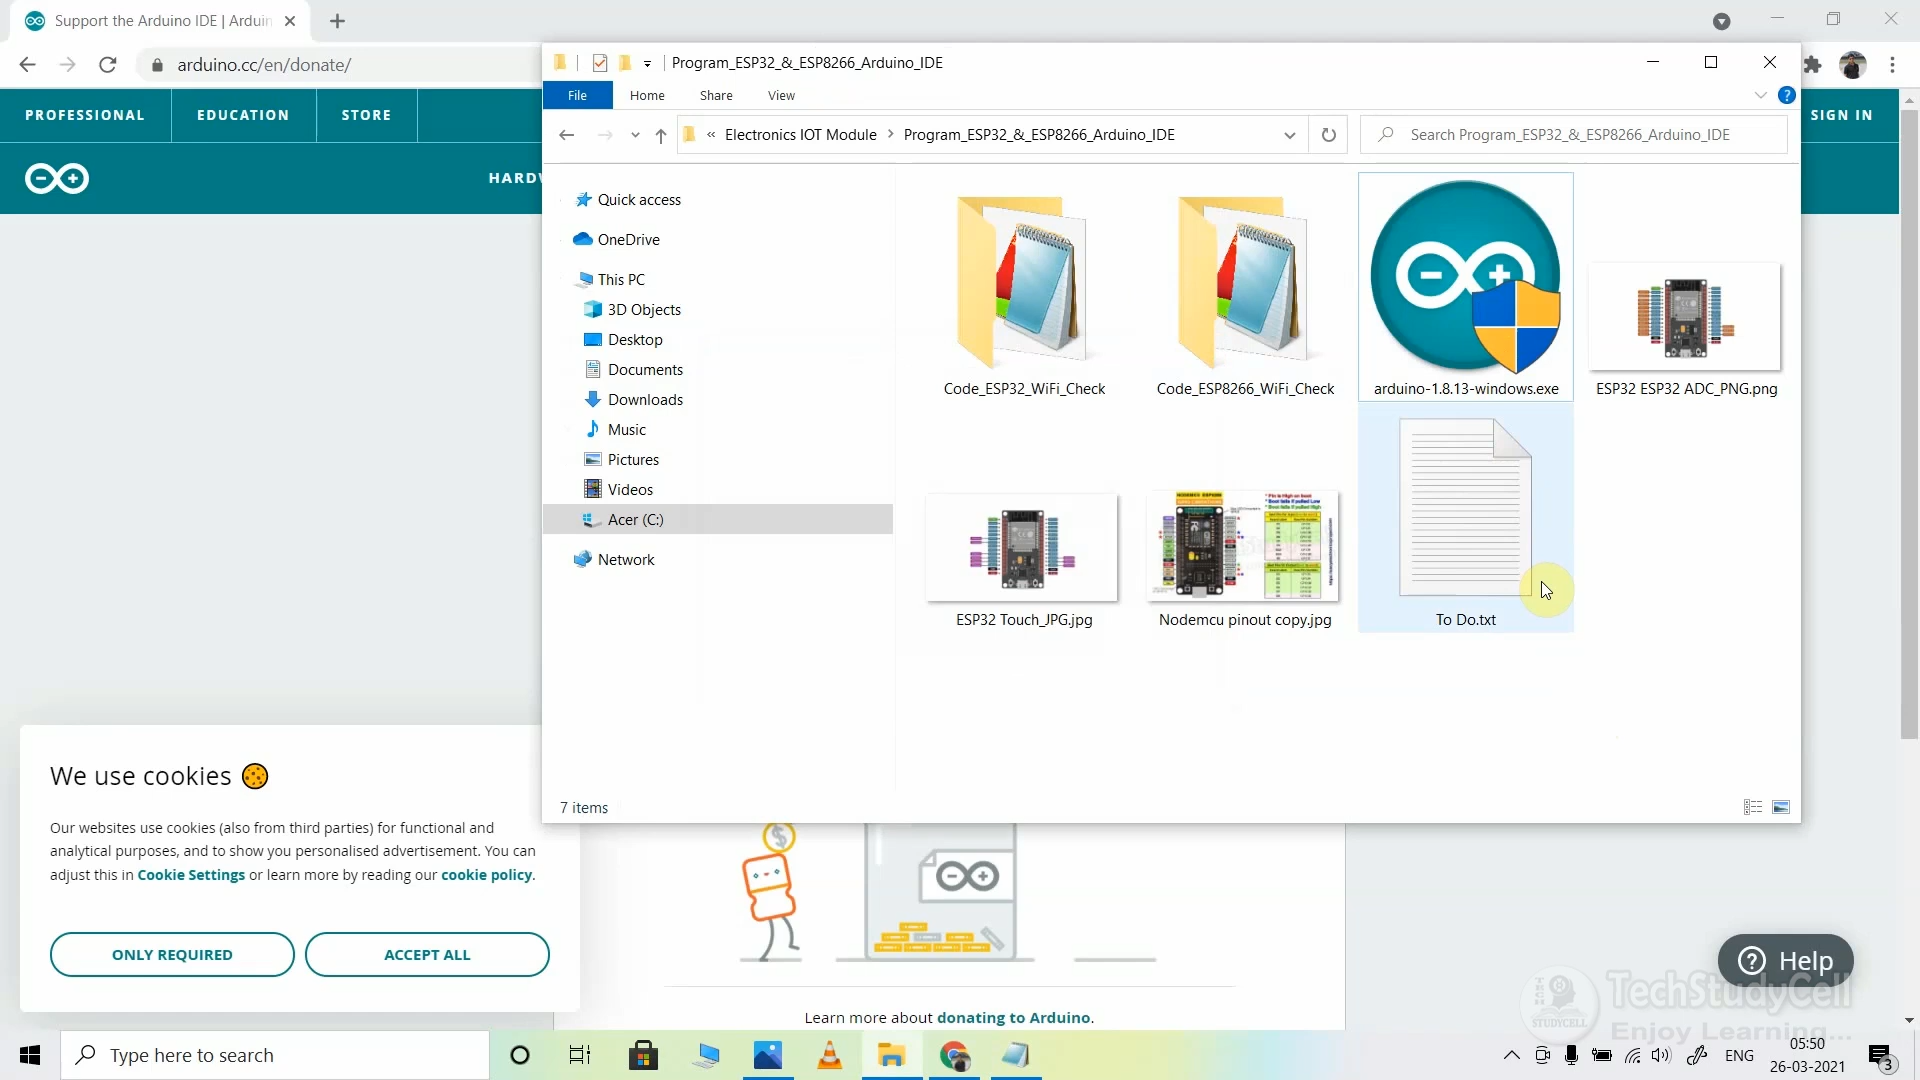 Support the Arduino IDE | Arduin
arduino.cc/en/donate/
PROFESSIONAL
EDUCATION
STORE
SIGN IN
HARDW
Program_ESP32_&_ESP8266_Arduino_IDE
File
Home
Share
View
« Electronics IOT Module > Program_ESP32_&_ESP8266_Arduino_IDE
Search Program_ESP32_&_ESP8266_Arduino_IDE
Quick access
OneDrive
This PC
3D Objects
Desktop
Documents
Downloads
Music
Pictures
Videos
Acer (C:)
Network
Code_ESP32_WiFi_Check
Code_ESP8266_WiFi_Check
arduino-1.8.13-windows.exe
ESP32 ESP32 ADC_PNG.png
ESP32 Touch_JPG.jpg
Nodemcu pinout copy.jpg
To Do.txt
7 items
We use cookies
Our websites use cookies (also from third parties) for functional and
analytical purposes, and to show you personalised advertisement. You can
adjust this in Cookie Settings or learn more by reading our cookie policy.
ONLY REQUIRED
ACCEPT ALL
Learn more about donating to Arduino.
Help
TechStudyCell
STUDYCELL
Enjoy Learning...
Type here to search
ENG
05:50
26-03-2021
3